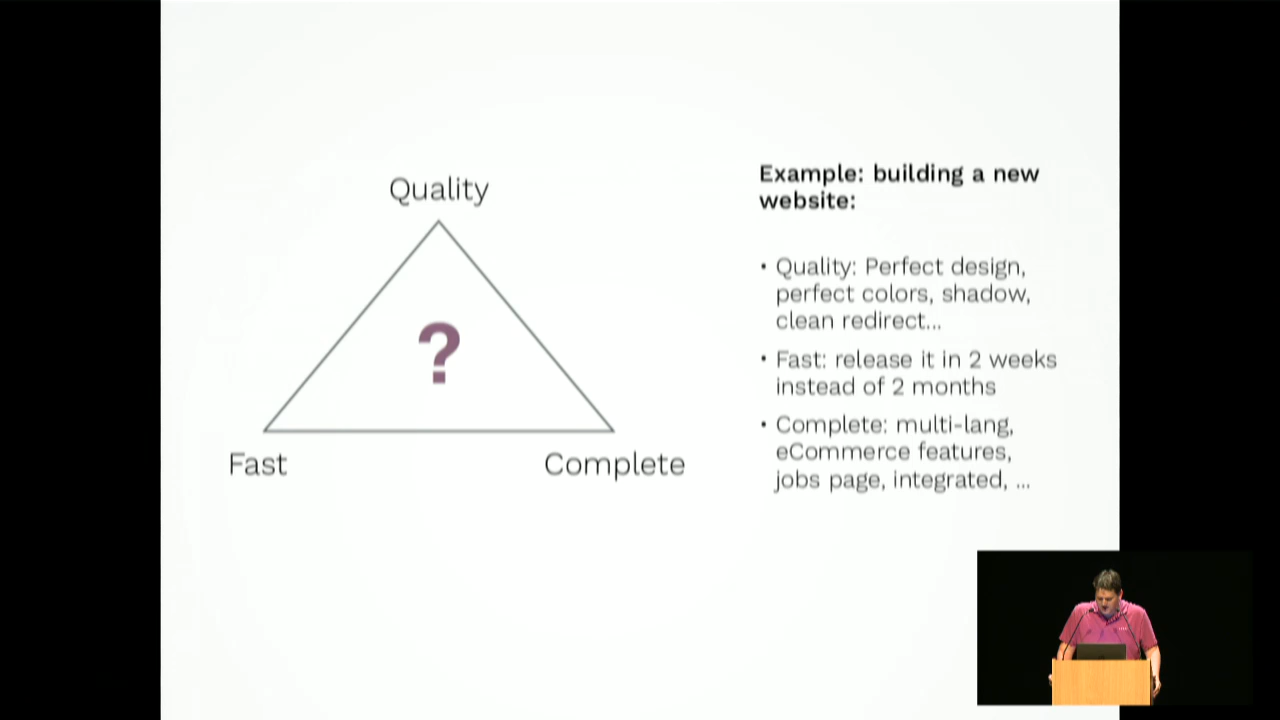 Quality
?
Fast
Complete
Example: building a new
website:
• Quality: Perfect design,
perfect colors, shadow,
clean redirect...
• Fast: release it in 2 weeks
instead of 2 months
• Complete: multi-lang,
eCommerce features,
jobs page, integrated, ...